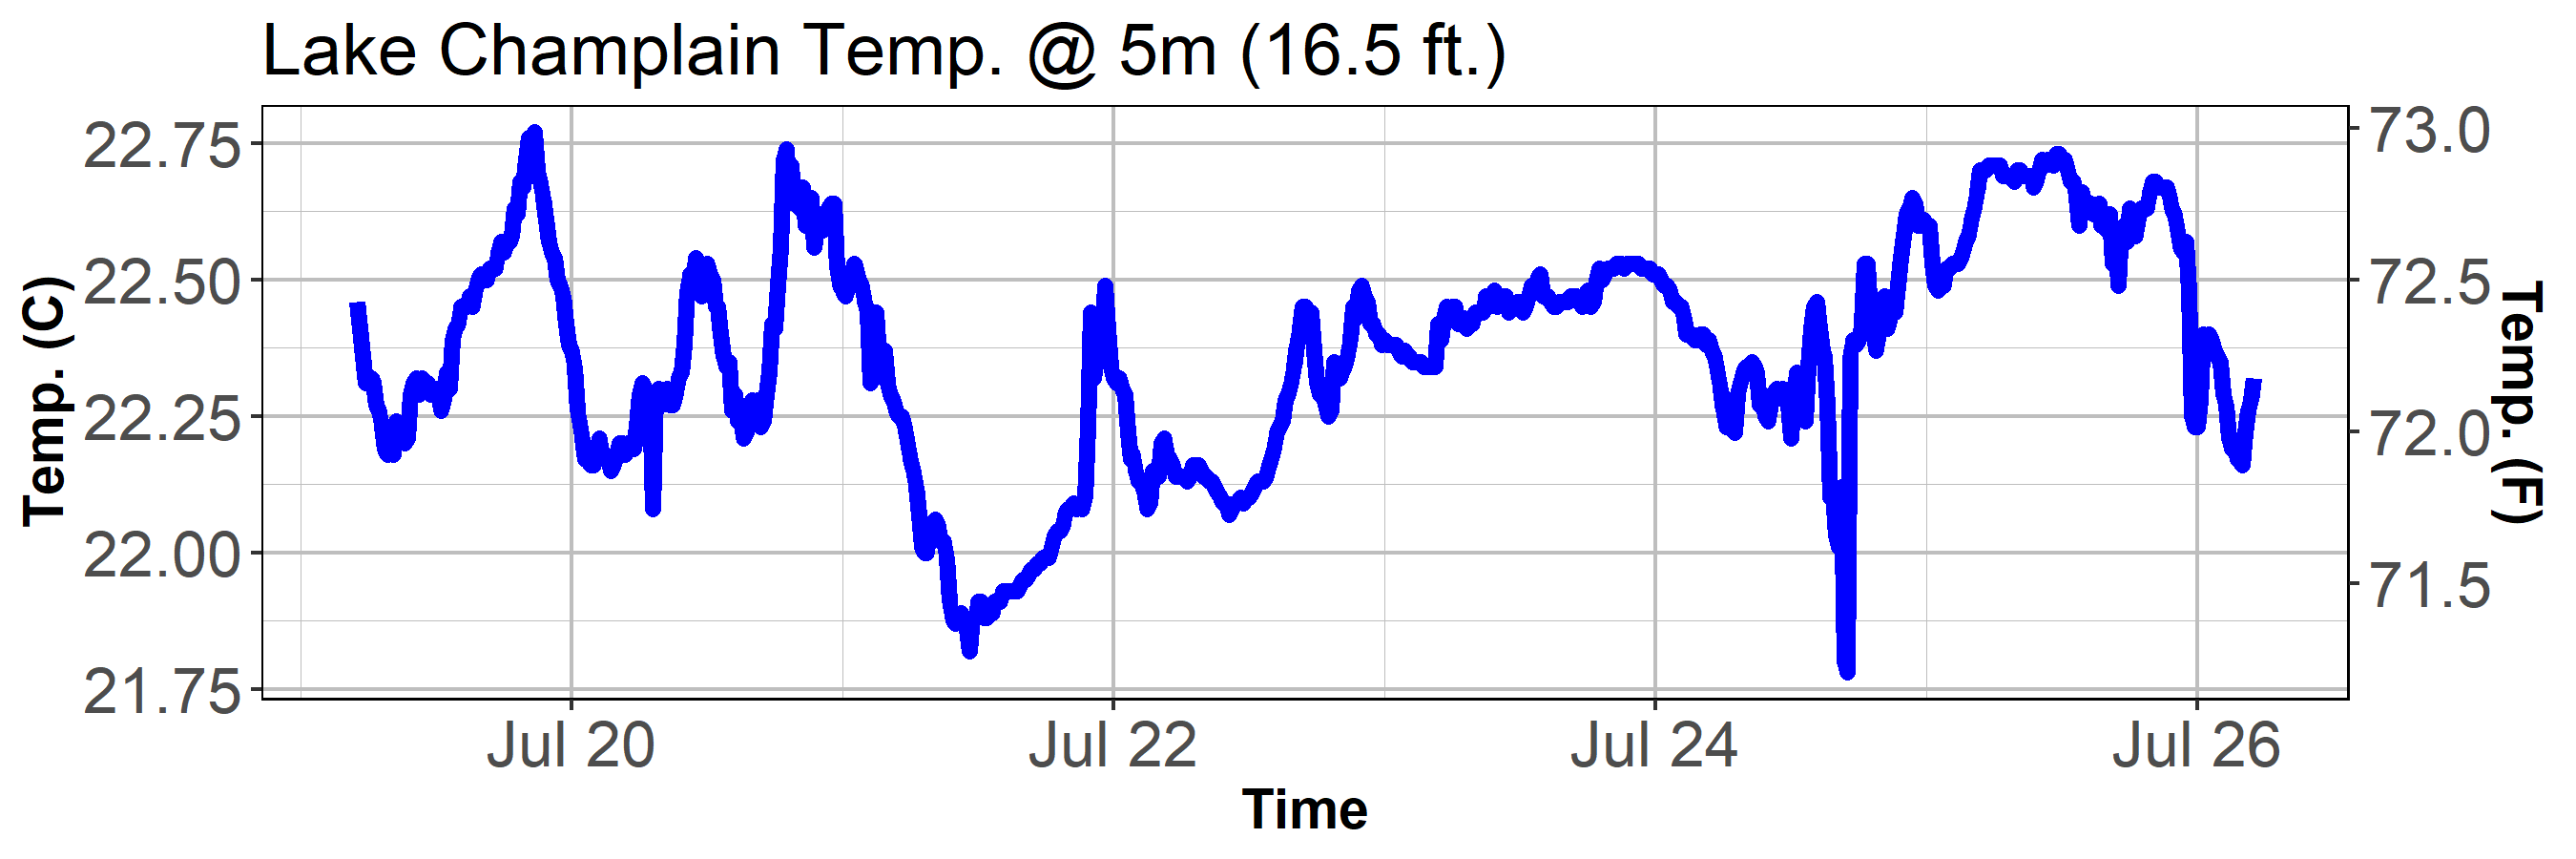 Lake Champlain Temp. @ 5m (16.5 ft.)
Temp. (C)
22.75
22.50
22.25
22.00
21.75
73.0
72.5
72.0
71.5
Temp. (F)
Jul 20
Jul 22
Jul 24
Jul 26
Time